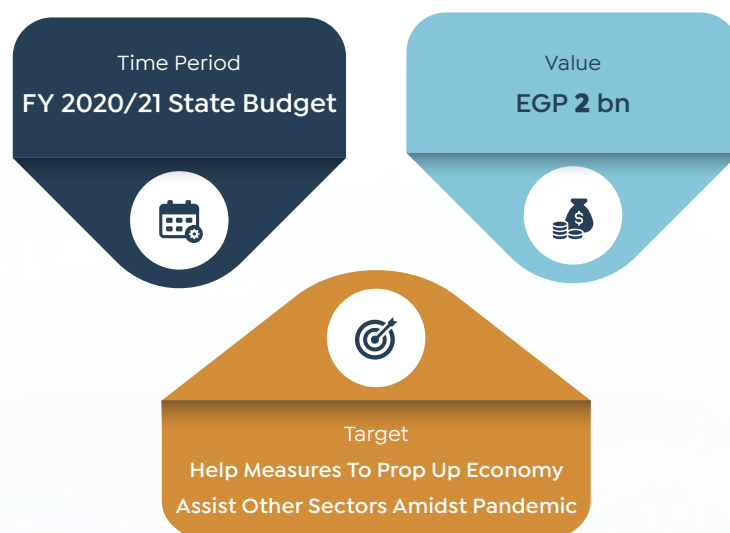 Time Period
FY 2020/21 State Budget
Value
EGP 2 bn
Target
Help Measures To Prop Up Economy
Assist Other Sectors Amidst Pandemic